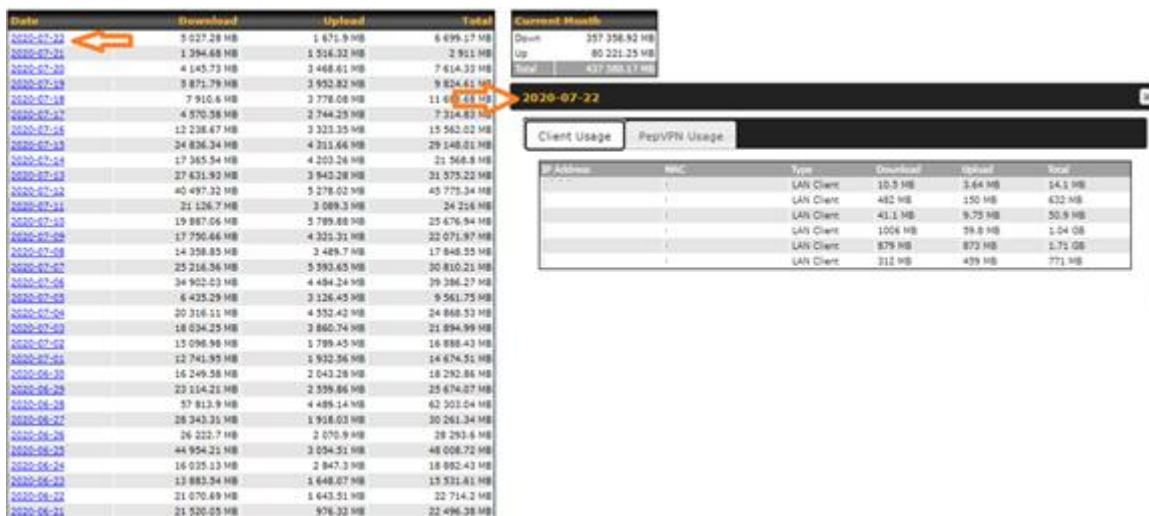 Date Download Upload Total
2020-07-22 5 027.28 MB 1 671.9 MB 6 699.17 MB
2020-07-21 1 394.68 MB 1 516.32 MB 2 911 MB
2020-07-20 4 145.73 MB 3 468.61 MB 7 614.33 MB
2020-07-19 5 871.79 MB 3 952.82 MB 9 824.61 MB
2020-07-18 7 910.6 MB 3 778.08 MB
2020-07-17 4 570.58 MB 2 744.25 MB 7 314.83 MB
2020-07-16 12 238.67 MB 3 323.35 MB 15 562.02 MB
2020-07-15 24 836.34 MB 4 311.66 MB 29 148.01 MB
2020-07-14 17 365.54 MB 4 203.26 MB 21 568.8 MB
2020-07-13 27 631.93 MB 3 943.28 MB 31 575.22 MB
2020-07-12 40 497.32 MB 5 278.02 MB 45 775.34 MB
2020-07-11 21 126.7 MB 3 089.3 MB 24 216 MB
2020-07-10 19 887.06 MB 5 789.88 MB 25 676.94 MB
2020-07-09 17 750.66 MB 4 321.31 MB 22 071.97 MB
2020-07-08 14 358.85 MB 3 489.7 MB 17 848.55 MB
2020-07-07 25 216.56 MB 5 593.65 MB 30 810.21 MB
2020-07-06 34 902.03 MB 4 484.24 MB 39 386.27 MB
2020-07-05 6 435.29 MB 3 126.45 MB 9 561.75 MB
2020-07-04 20 316.11 MB 4 552.42 MB 24 868.53 MB
2020-07-03 18 034.25 MB 3 860.74 MB 21 894.99 MB
2020-07-02 15 098.98 MB 1 789.45 MB 16 888.43 MB
2020-07-01 12 741.95 MB 1 932.56 MB 14 674.51 MB
2020-06-30 16 249.58 MB 2 043.28 MB 18 292.86 MB
2020-06-29 23 114.21 MB 2 559.86 MB 25 674.07 MB
2020-06-28 57 813.9 MB 4 489.14 MB 62 303.04 MB
2020-06-27 28 343.31 MB 1 918.03 MB 30 261.34 MB
2020-06-26 26 222.7 MB 2 070.9 MB 28 293.6 MB
2020-06-25 44 954.21 MB 3 054.51 MB 48 008.72 MB
2020-06-24 16 035.13 MB 2 847.3 MB 18 882.43 MB
2020-06-23 13 883.54 MB 1 648.07 MB 15 531.61 MB
2020-06-22 21 070.69 MB 1 643.51 MB 22 714.2 MB
2020-06-21 21 520.05 MB 976.32 MB 22 496.38 MB
Current Month
Down 357 358.92 MB
Up 80 221.25 MB
Total 437 580.17 MB
2020-07-22
Client Usage PepVPN Usage
IP Address MAC Type Download Upload Total
LAN Client 10.5 MB 3.64 MB 14.1 MB
LAN Client 482 MB 150 MB 632 MB
LAN Client 41.1 MB 9.75 MB 50.9 MB
LAN Client 1006 MB 59.8 MB 1.04 GB
LAN Client 879 MB 873 MB 1.71 GB
LAN Client 312 MB 459 MB 771 MB